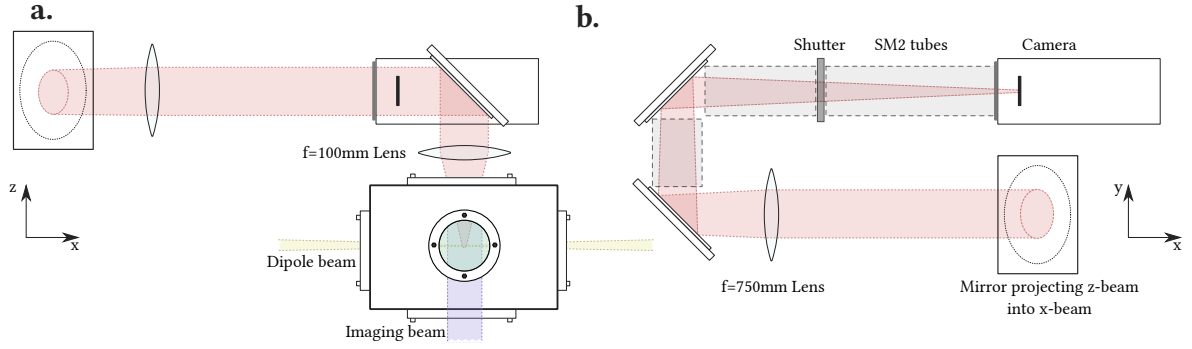 a.
z
x
f=100mm Lens
Dipole beam
Imaging beam
b.
Shutter
SM2 tubes
Camera
f=750mm Lens
Mirror projecting z-beam
into x-beam
y
x